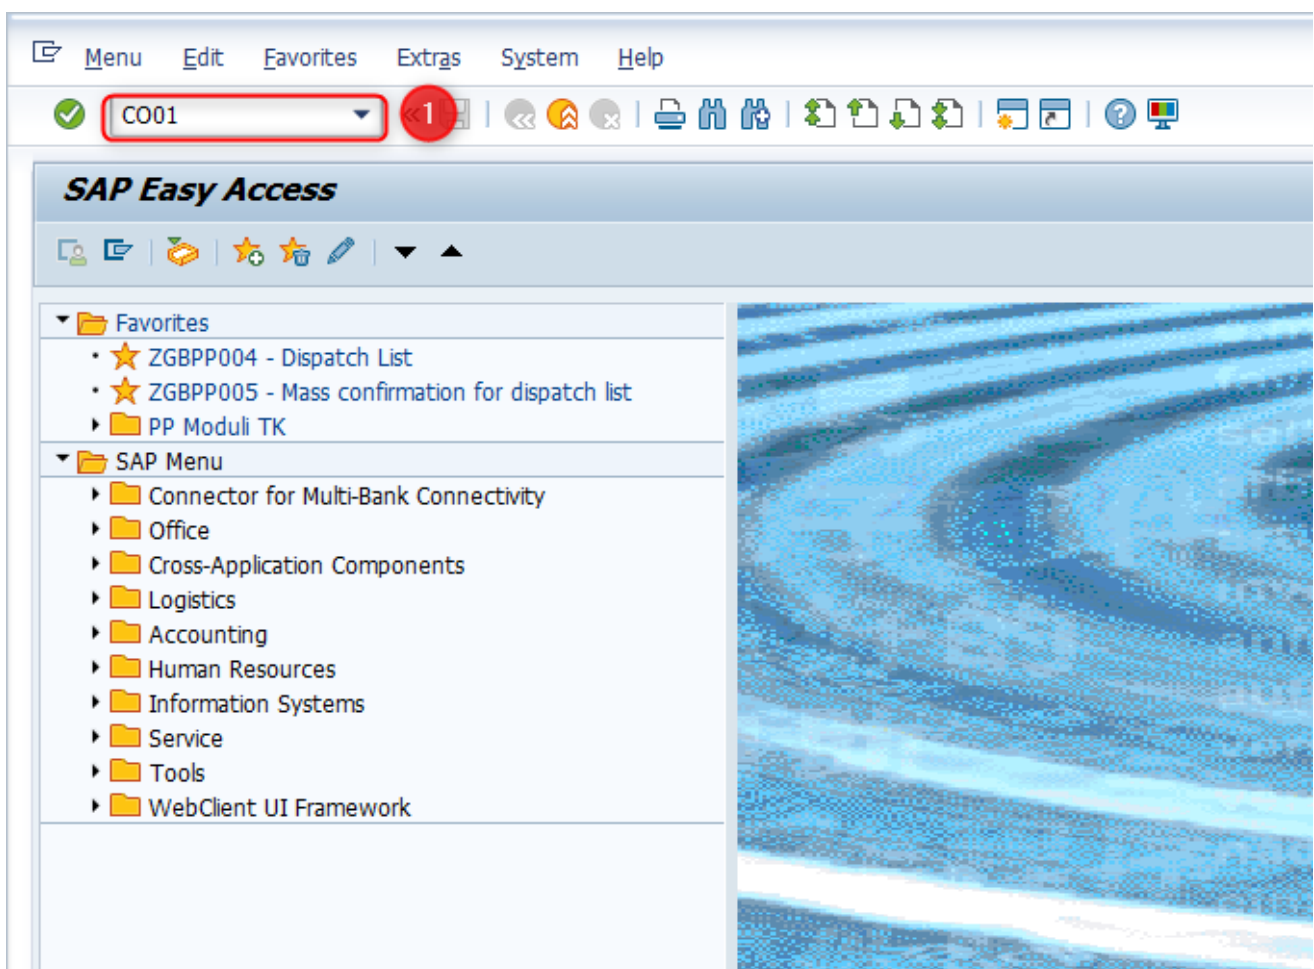 Menu Edit Favorites Extras System Help
CO01 1
SAP Easy Access
Favorites
ZGBPP004 - Dispatch List
ZGBPP005 - Mass confirmation for dispatch list
PP Moduli TK
SAP Menu
Connector for Multi-Bank Connectivity
Office
Cross-Application Components
Logistics
Accounting
Human Resources
Information Systems
Service
Tools
WebClient UI Framework